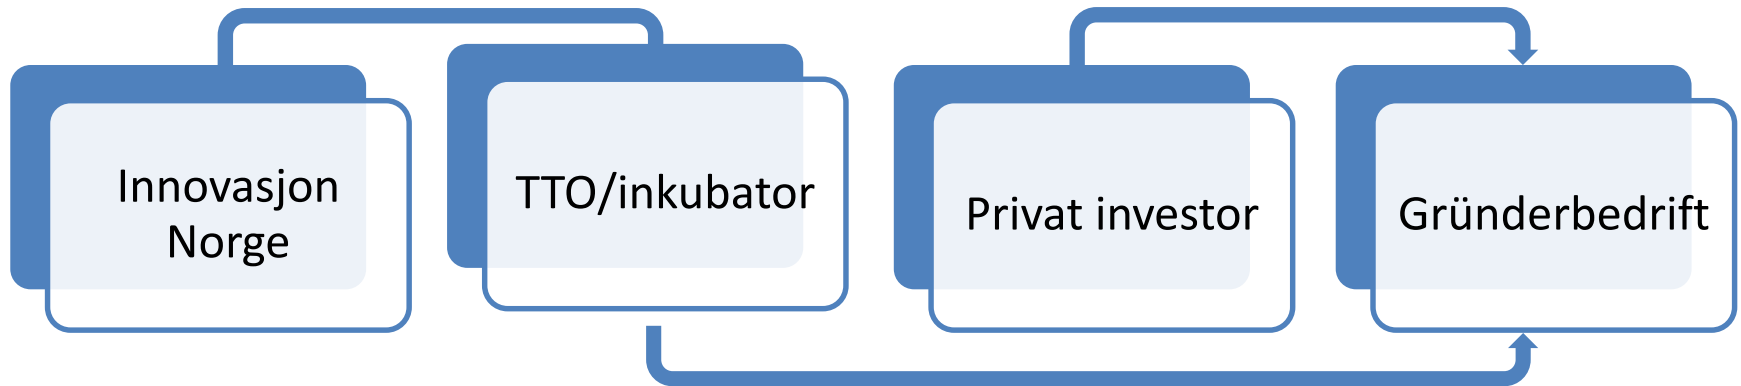 Innovasjon
Norge
TTO/inkubator
Privat investor
Gründerbedrift